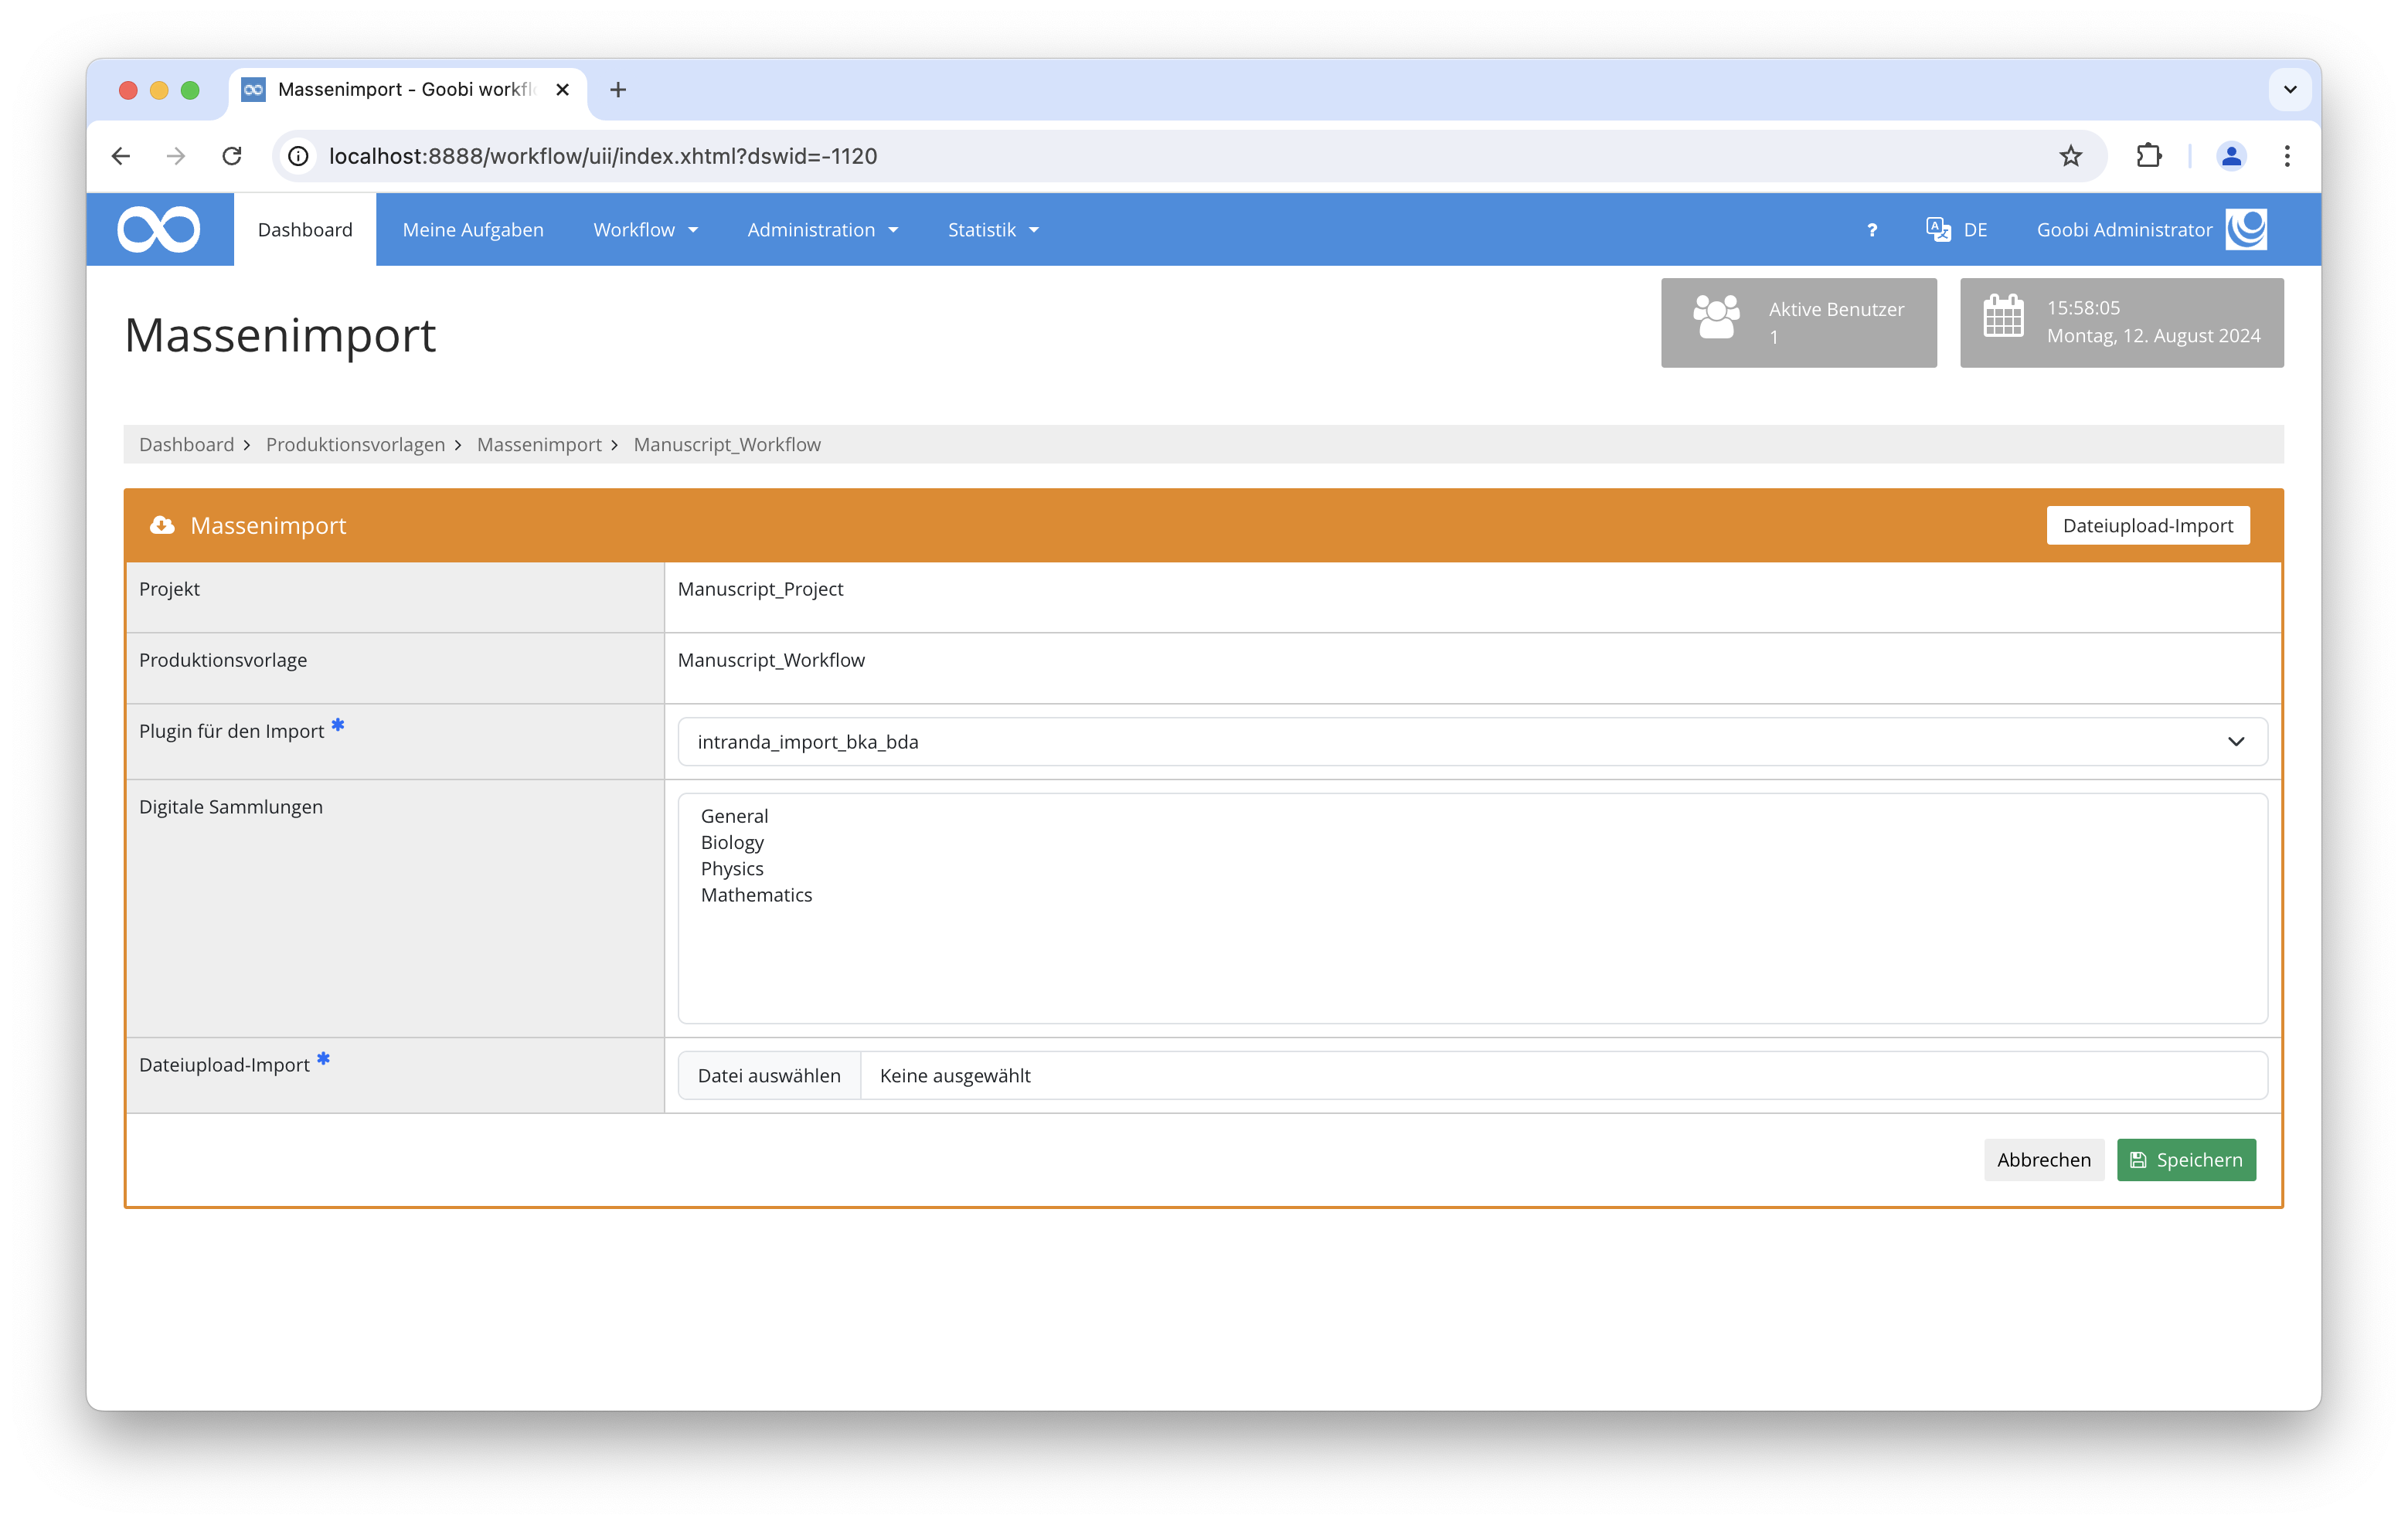 Massenimport - Goobi workfl
localhost:8888/workflow/uii/index.xhtml?dswid=-1120
Dashboard Meine Aufgaben Workflow Administration Statistik ? DE Goobi Administrator
Massenimport
Aktive Benutzer
1
15:58:05
Montag, 12. August 2024
Dashboard > Produktionsvorlagen > Massenimport > Manuscript_Workflow
Massenimport Dateiupload-Import
Projekt Manuscript_Project
Produktionsvorlage Manuscript_Workflow
Plugin für den Import * intranda_import_bka_bda
Digitale Sammlungen
General
Biology
Physics
Mathematics
Dateiupload-Import * Datei auswählen Keine ausgewählt
Abbrechen Speichern